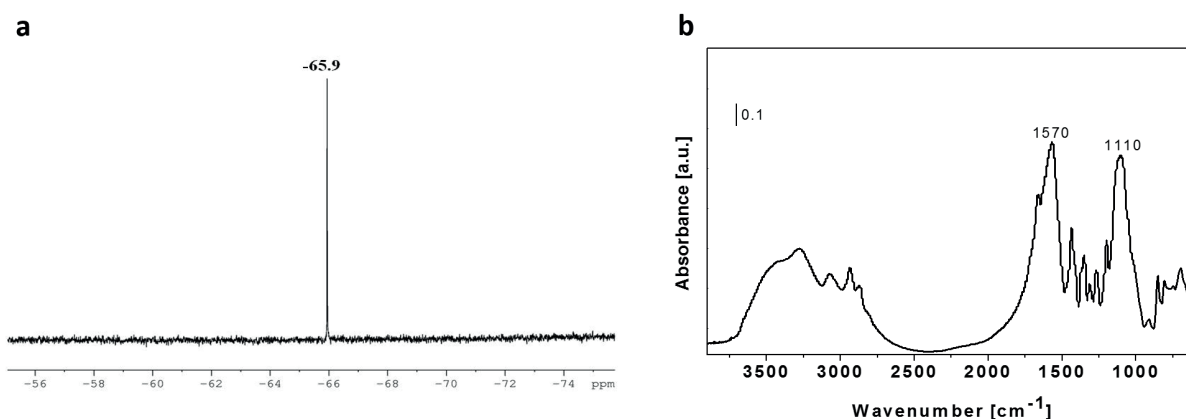 a
-65.9
-56 -58 -60 -62 -64 -66 -68 -70 -72 -74 ppm
b
0.1
1570
1110
Absorbance [a.u.]
3500 3000 2500 2000 1500 1000
Wavenumber [cm⁻¹]